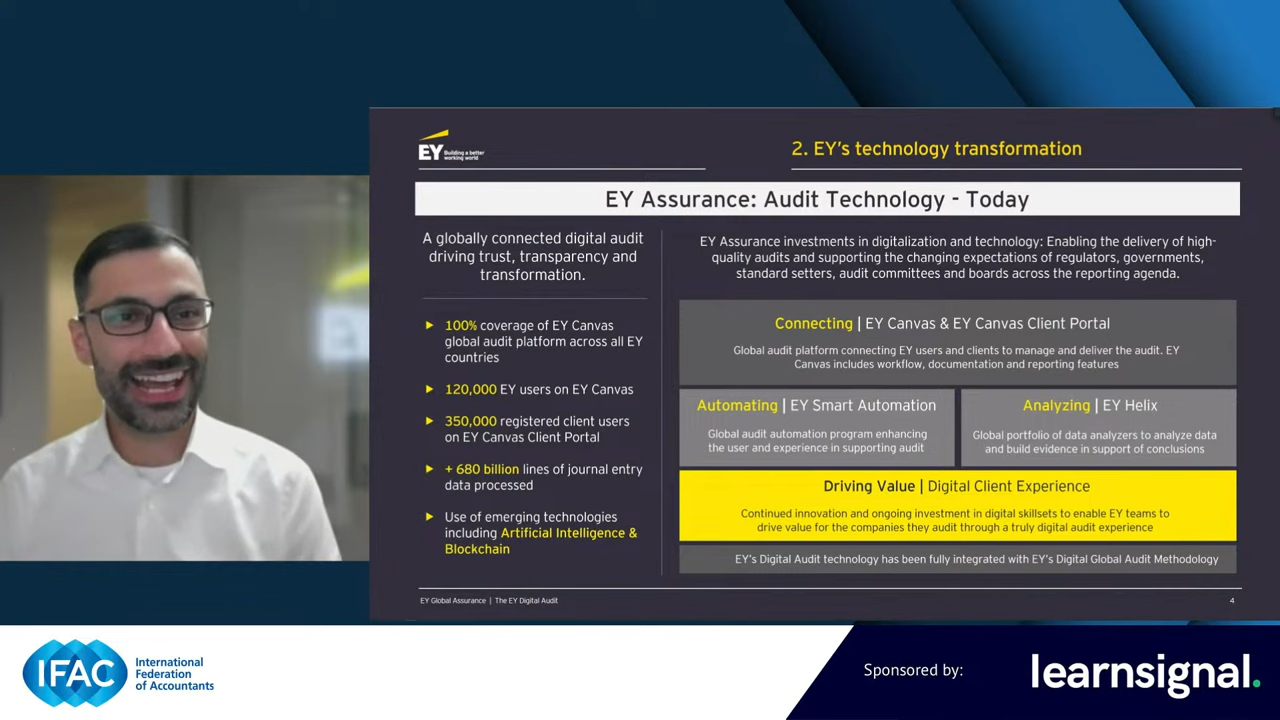 EY
Building a better
working world
2. EY's technology transformation
EY Assurance: Audit Technology - Today
A globally connected digital audit
driving trust, transparency and
transformation.
► 100% coverage of EY Canvas
global audit platform across all EY
countries
► 120,000 EY users on EY Canvas
► 350,000 registered client users
on EY Canvas Client Portal
► + 680 billion lines of journal entry
data processed
► Use of emerging technologies
including Artificial Intelligence &
Blockchain
EY Assurance investments in digitalization and technology: Enabling the delivery of high-
quality audits and supporting the changing expectations of regulators, governments,
standard setters, audit committees and boards across the reporting agenda.
Connecting | EY Canvas & EY Canvas Client Portal
Global audit platform connecting EY users and clients to manage and deliver the audit. EY
Canvas includes workflow, documentation and reporting features
Automating | EY Smart Automation
Global audit automation program enhancing
the user and experience in supporting audit
Analyzing | EY Helix
Global portfolio of data analyzers to analyze data
and build evidence in support of conclusions
Driving Value | Digital Client Experience
Continued innovation and ongoing investment in digital skillsets to enable EY teams to
drive value for the companies they audit through a truly digital audit experience
EY's Digital Audit technology has been fully integrated with EY's Digital Global Audit Methodology
EY Global Assurance | The EY Digital Audit
4
IFAC
International
Federation
of Accountants
Sponsored by:
learnsignal.